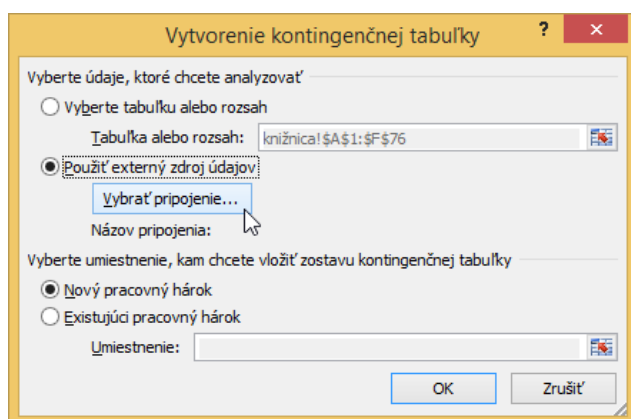 Vytvorenie kontingenčnej tabuľky
Vyberte údaje, ktoré chcete analyzovať
Vyberte tabuľku alebo rozsah
Tabuľka alebo rozsah: knižnica!$A$1:$F$76
Použiť externý zdroj údajov
Vybrať pripojenie...
Názov pripojenia:
Vyberte umiestnenie, kam chcete vložiť zostavu kontingenčnej tabuľky
Nový pracovný hárok
Existujúci pracovný hárok
Umiestnenie:
OK Zrušiť